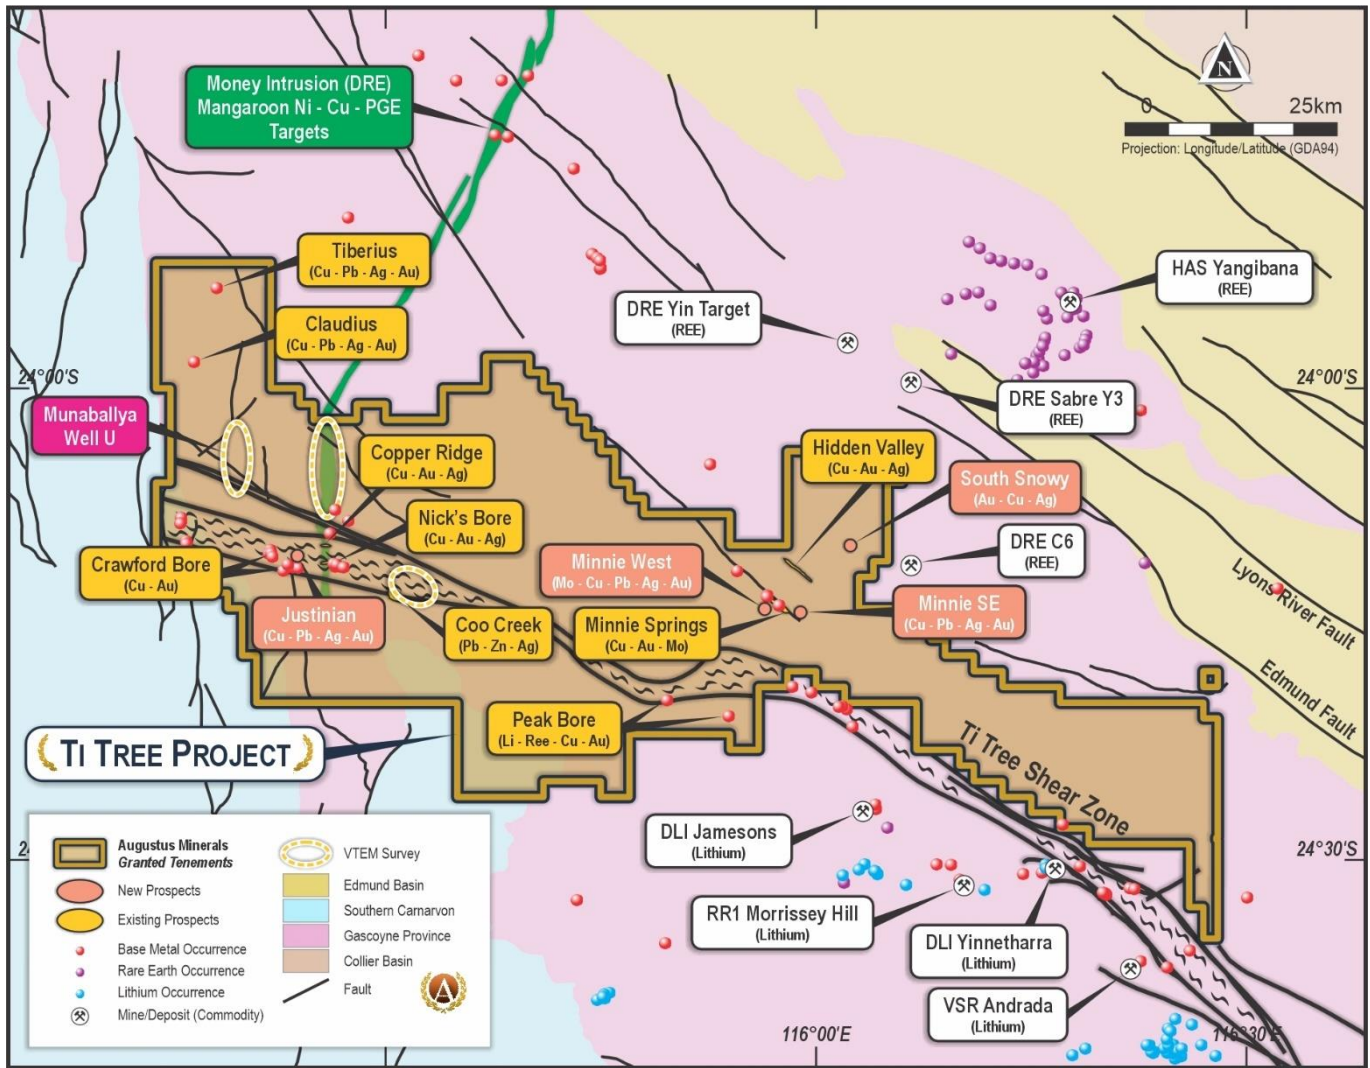 Money Intrusion (DRE)
Mangaroon Ni - Cu - PGE
Targets
N
0 25km
Projection: Longitude/Latitude (GDA94)
Tiberius
(Cu - Pb - Ag - Au)
HAS Yangibana
(REE)
DRE Yin Target
(REE)
Claudius
(Cu - Pb - Ag - Au)
24°00'S
24°00'S
DRE Sabre Y3
(REE)
Munaballya
Well U
Copper Ridge
(Cu - Au - Ag)
Hidden Valley
(Cu - Au - Ag)
South Snowy
(Au - Cu - Ag)
Nick's Bore
(Cu - Au - Ag)
DRE C6
(REE)
Crawford Bore
(Cu - Au)
Minnie West
(Mo - Cu - Pb - Ag - Au)
Lyons River Fault
Justinian
(Cu - Pb - Ag - Au)
Coo Creek
(Pb - Zn - Ag)
Minnie Springs
(Cu - Au - Mo)
Minnie SE
(Cu - Pb - Ag - Au)
Edmund Fault
Peak Bore
(Li - Ree - Cu - Au)
TI TREE PROJECT
Ti Tree Shear Zone
DLI Jamesons
(Lithium)
24°30'S
RR1 Morrissey Hill
(Lithium)
DLI Yinnetharra
(Lithium)
VSR Andrada
(Lithium)
116°00'E
116°30'E
24
Augustus Minerals
Granted Tenements
New Prospects
Existing Prospects
Base Metal Occurrence
Rare Earth Occurrence
Lithium Occurrence
Mine/Deposit (Commodity)
VTEM Survey
Edmund Basin
Southern Carnarvon
Gascoyne Province
Collier Basin
Fault
A